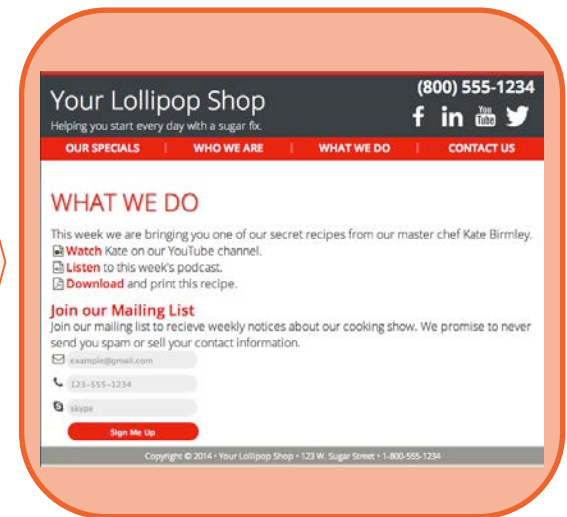 Your Lollipop Shop
Helping you start every day with a sugar fix.
(800) 555-1234
f in You Tube
OUR SPECIALS | WHO WE ARE | WHAT WE DO | CONTACT US
WHAT WE DO
This week we are bringing you one of our secret recipes from our master chef Kate Birmley.
Watch Kate on our YouTube channel.
Listen to this week's podcast.
Download and print this recipe.
Join our Mailing List
Join our mailing list to recieve weekly notices about our cooking show. We promise to never
send you spam or sell your contact information.
example@gmail.com
123-555-1234
skype
Sign Me Up
Copyright © 2014 • Your Lollipop Shop • 123 W. Sugar Street • 1-800-555-1234